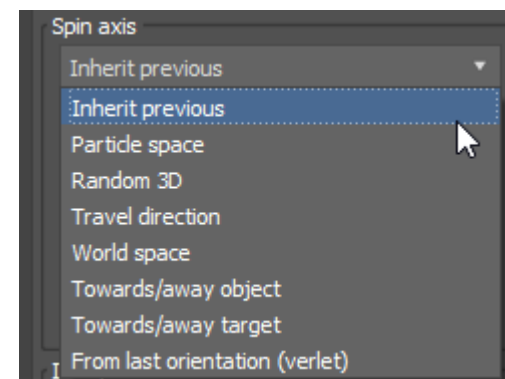 Spin axis
Inherit previous
Inherit previous
Particle space
Random 3D
Travel direction
World space
Towards/away object
Towards/away target
From last orientation (verlet)